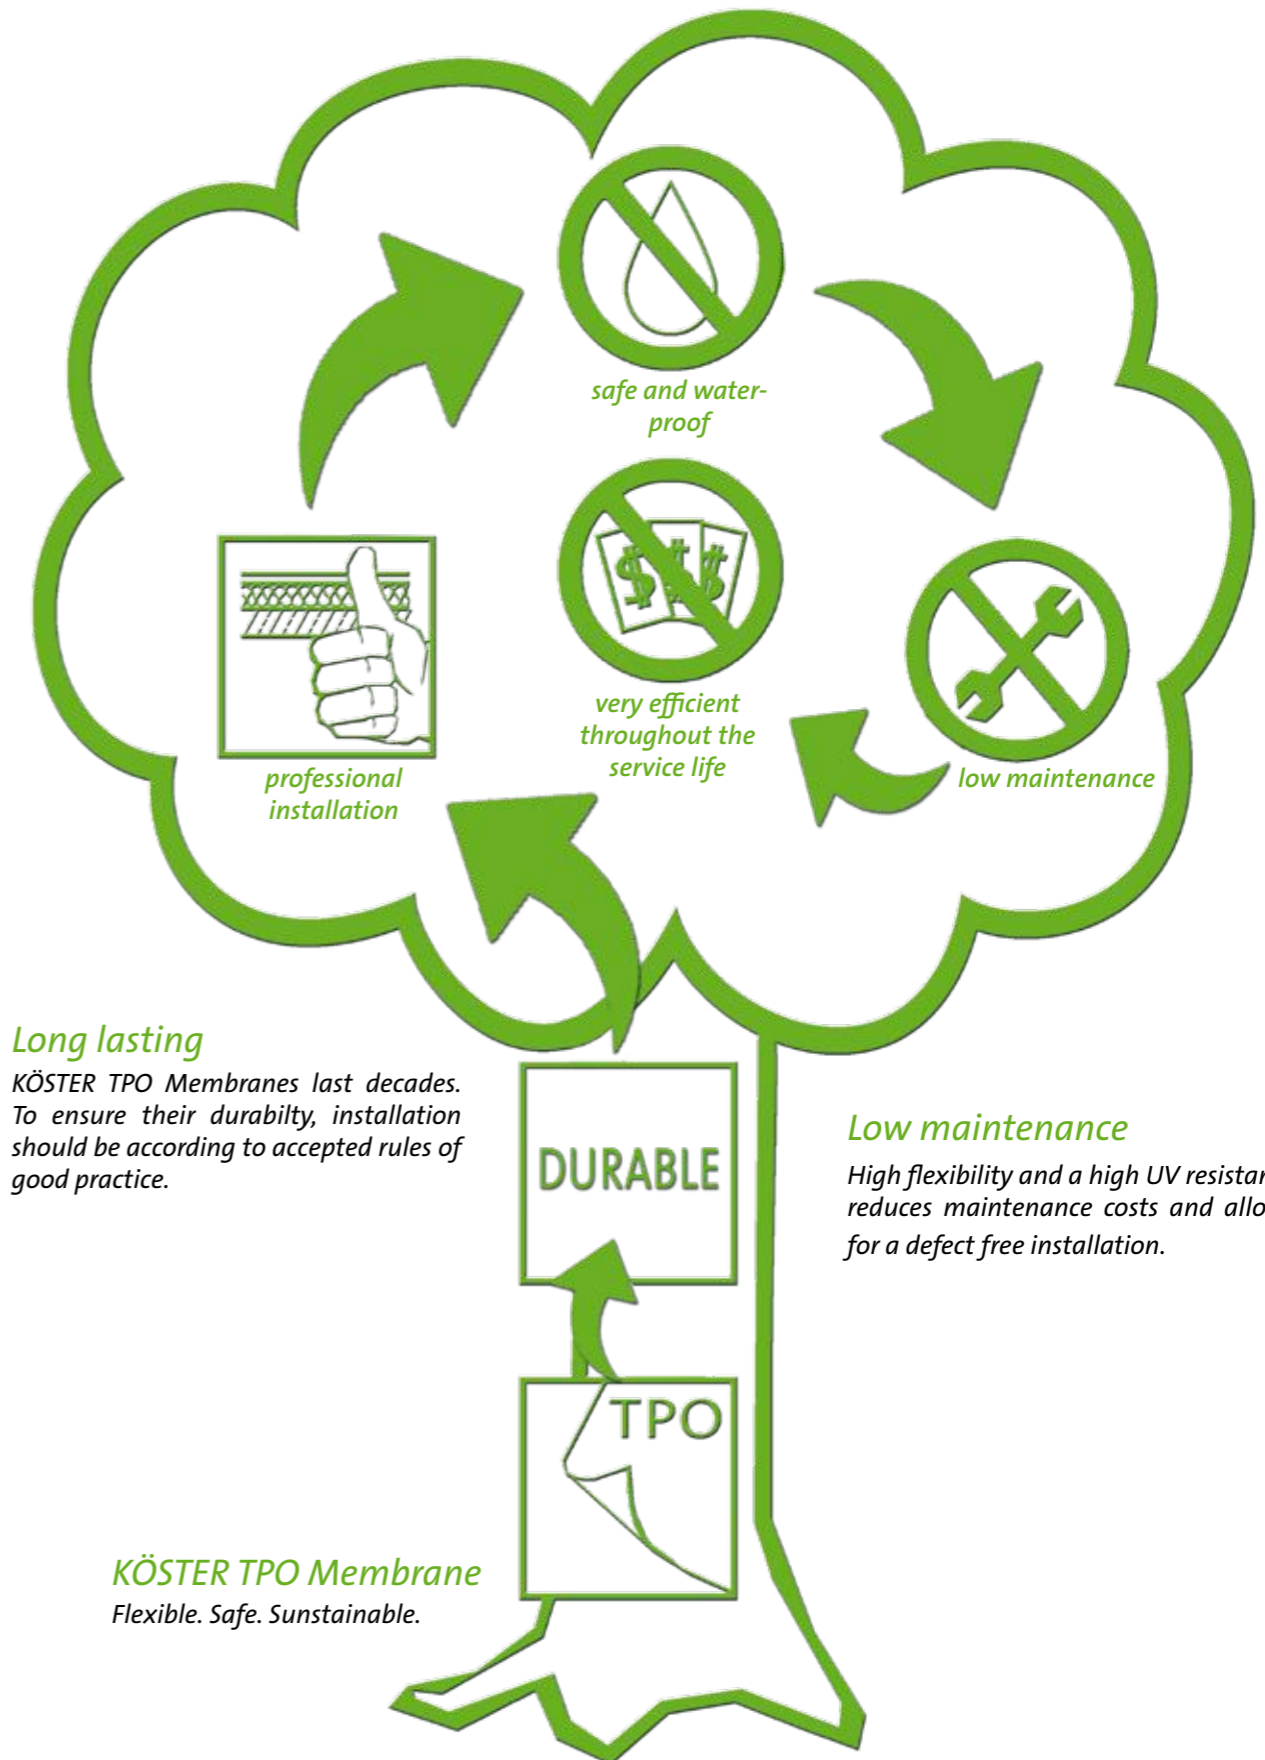 safe and water-
proof
$ $ $
very efficient
throughout the
service life
professional
installation
low maintenance
Long lasting
KÖSTER TPO Membranes last decades.
To ensure their durabilty, installation
should be according to accepted rules of
good practice.
DURABLE
Low maintenance
High flexibility and a high UV resistan
reduces maintenance costs and allo
for a defect free installation.
TPO
KÖSTER TPO Membrane
Flexible. Safe. Sunstainable.